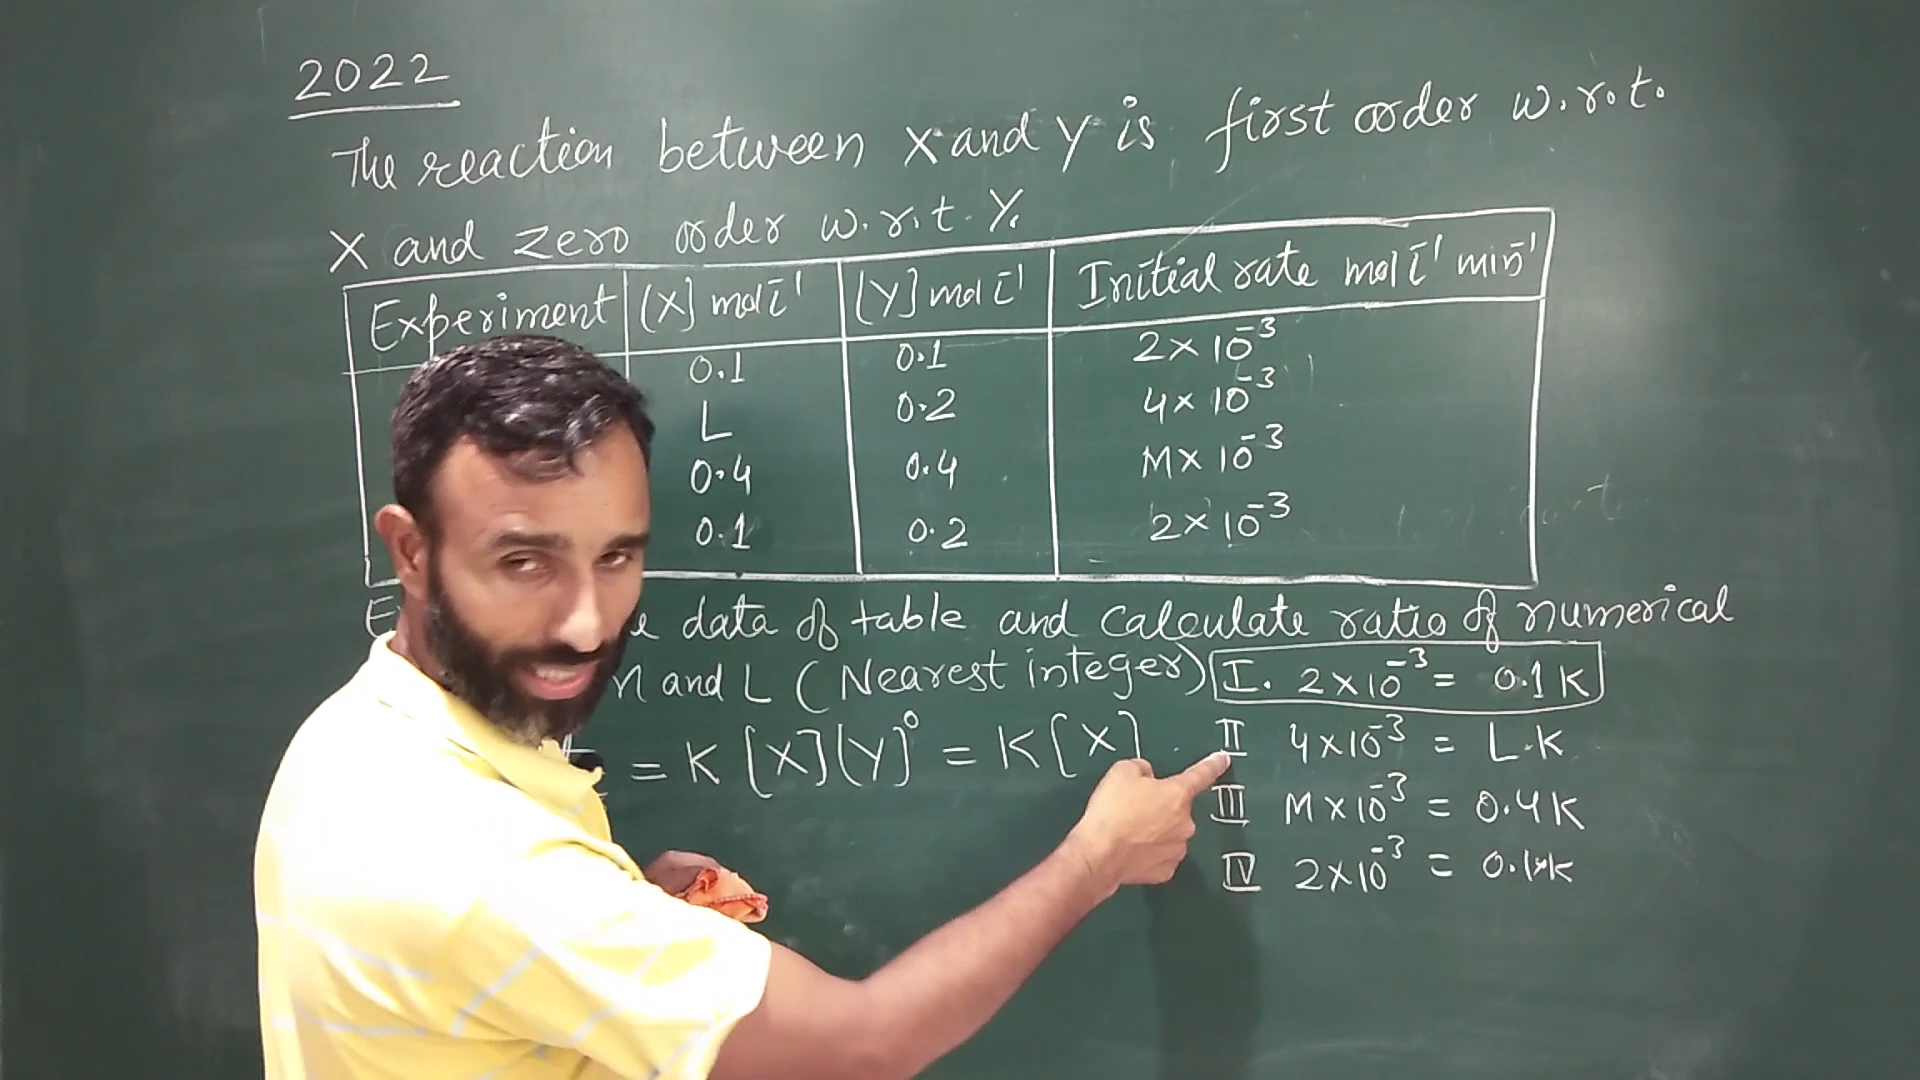 2022
The reaction between X and Y is first order w.r.t.
X and zero order w.r.t. Y.
Experiment [X] mol L⁻¹ [Y] mol L⁻¹ Initial rate mol L⁻¹ min⁻¹
0.1 0.1 2×10⁻³
L 0.2 4×10⁻³
0.4 0.4 M×10⁻³
0.1 0.2 2×10⁻³
data of table and calculate ratio of numerical
M and L (Nearest integer) I. 2×10⁻³ = 0.1K
= K[X][Y]⁰ = K[X] II 4×10⁻³ = L.K
III M×10⁻³ = 0.4K
IV 2×10⁻³ = 0.1×K